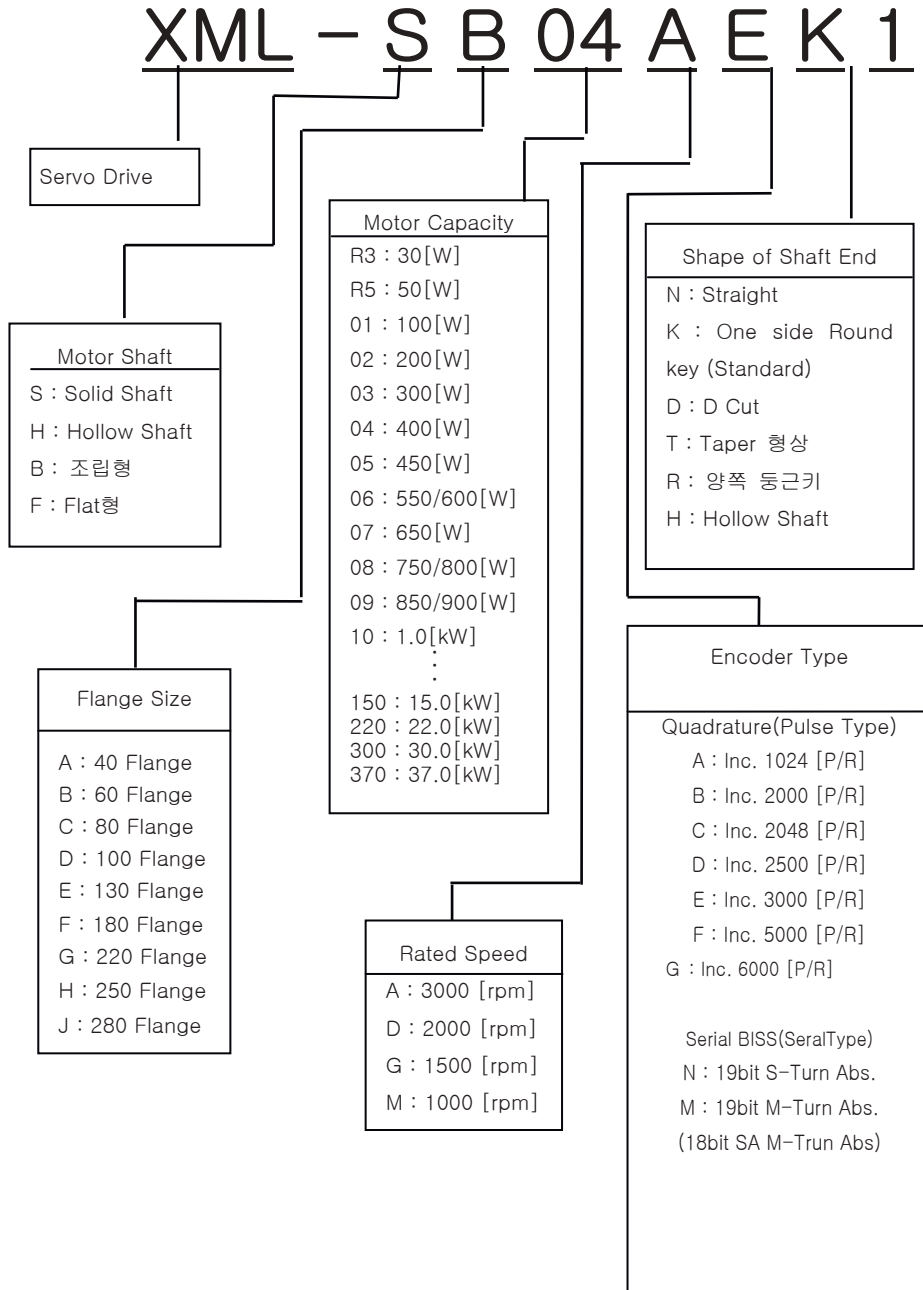 XML - S B 04 A E K 1
Servo Drive
Motor Shaft
S : Solid Shaft
H : Hollow Shaft
B : 조립형
F : Flat형
Flange Size
A : 40 Flange
B : 60 Flange
C : 80 Flange
D : 100 Flange
E : 130 Flange
F : 180 Flange
G : 220 Flange
H : 250 Flange
J : 280 Flange
Motor Capacity
R3 : 30[W]
R5 : 50[W]
01 : 100[W]
02 : 200[W]
03 : 300[W]
04 : 400[W]
05 : 450[W]
06 : 550/600[W]
07 : 650[W]
08 : 750/800[W]
09 : 850/900[W]
10 : 1.0[kW]
:
150 : 15.0[kW]
220 : 22.0[kW]
300 : 30.0[kW]
370 : 37.0[kW]
Rated Speed
A : 3000 [rpm]
D : 2000 [rpm]
G : 1500 [rpm]
M : 1000 [rpm]
Shape of Shaft End
N : Straight
K : One side Round
key (Standard)
D : D Cut
T : Taper 형상
R : 양쪽 둥근키
H : Hollow Shaft
Encoder Type
Quadrature(Pulse Type)
A : Inc. 1024 [P/R]
B : Inc. 2000 [P/R]
C : Inc. 2048 [P/R]
D : Inc. 2500 [P/R]
E : Inc. 3000 [P/R]
F : Inc. 5000 [P/R]
G : Inc. 6000 [P/R]
Serial BISS(SeralType)
N : 19bit S-Turn Abs.
M : 19bit M-Turn Abs.
(18bit SA M-Trun Abs)